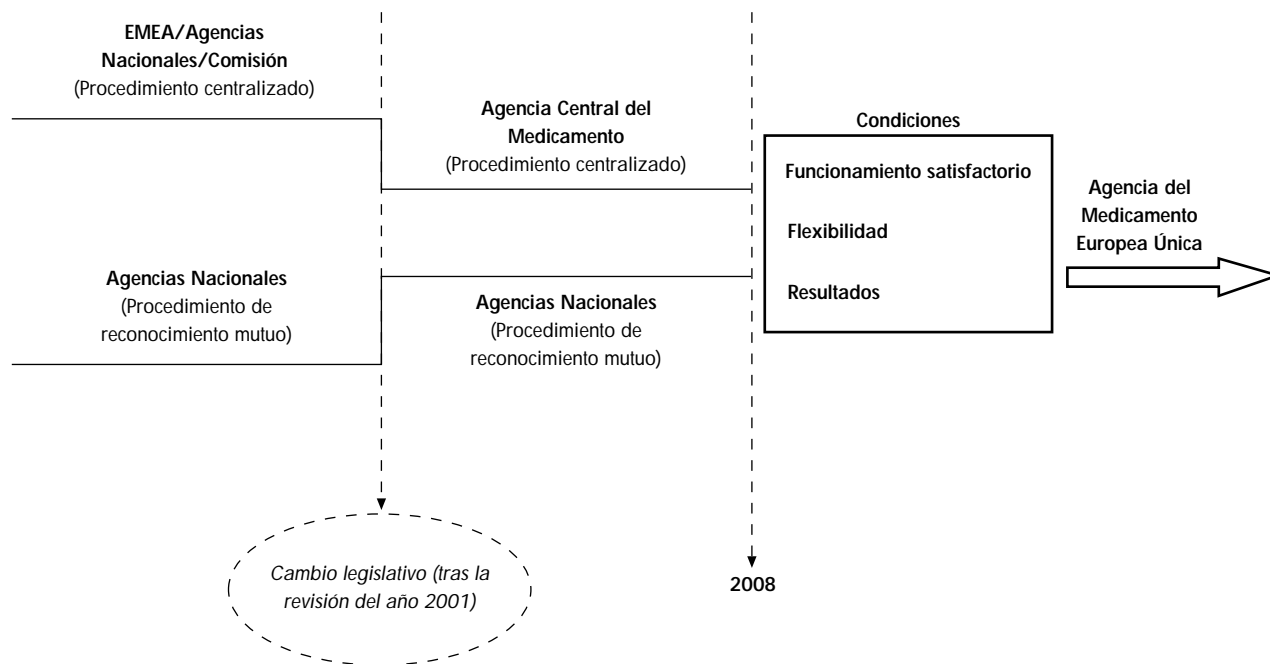 EMEA/Agencias
Nacionales/Comisión
(Procedimiento centralizado)
Agencia Central del
Medicamento
(Procedimiento centralizado)
Condiciones
Funcionamiento satisfactorio
Flexibilidad
Resultados
Agencia del
Medicamento
Europea Única
Agencias Nacionales
(Procedimiento de
reconocimiento mutuo)
Agencias Nacionales
(Procedimiento de
reconocimiento mutuo)
Cambio legislativo (tras la
revisión del año 2001)
2008